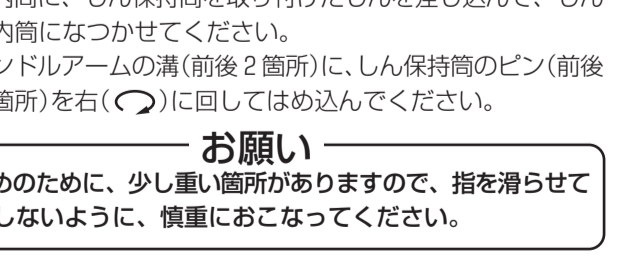 内筒に、しん保持筒を取り付けたしんを差し込んで、しん
内筒になつかせてください。
ンドルアームの溝(前後2箇所)に、しん保持筒のピン(前後
箇所)を右( )に回してはめ込んでください。
お願い
めのために、少し重い箇所がありますので、指を滑らせて
しないように、慎重におこなってください。